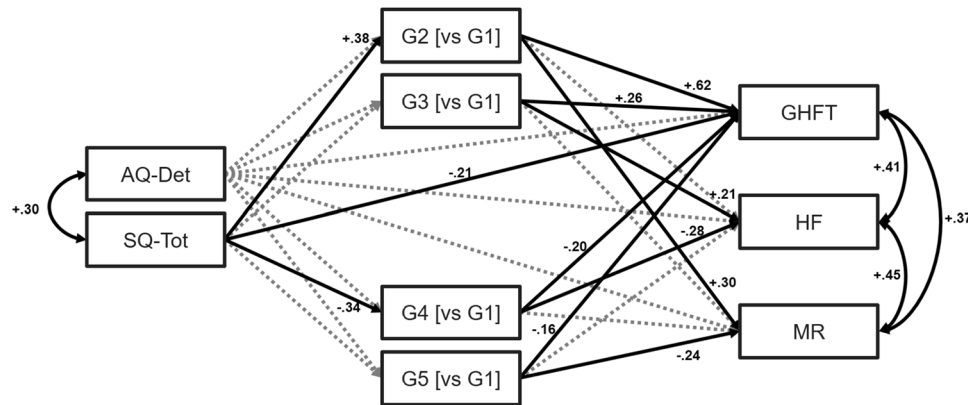 +.38
G2 [vs G1]
+.62
G3 [vs G1]
+.26
GHFT
AQ-Det
-.21
+.41
+.30
+.21
SQ-Tot
HF
+.37
-.20
-.28
+.45
+.30
-.34
G4 [vs G1]
-.16
MR
-.24
G5 [vs G1]